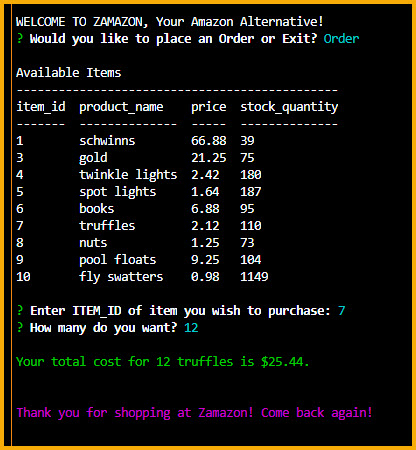 WELCOME TO ZAMAZON, Your Amazon Alternative!
? Would you like to place an Order or Exit? Order
Available Items
---------------------------------------------
item_id  product_name    price  stock_quantity
-------  --------------  -----  --------------
1        schwinns        66.88  39
3        gold            21.25  75
4        twinkle lights  2.42   180
5        spot lights     1.64   187
6        books           6.88   95
7        truffles        2.12   110
8        nuts            1.25   73
9        pool floats     9.25   104
10       fly swatters    0.98   1149
? Enter ITEM_ID of item you wish to purchase: 7
? How many do you want? 12
Your total cost for 12 truffles is $25.44.
Thank you for shopping at Zamazon! Come back again!